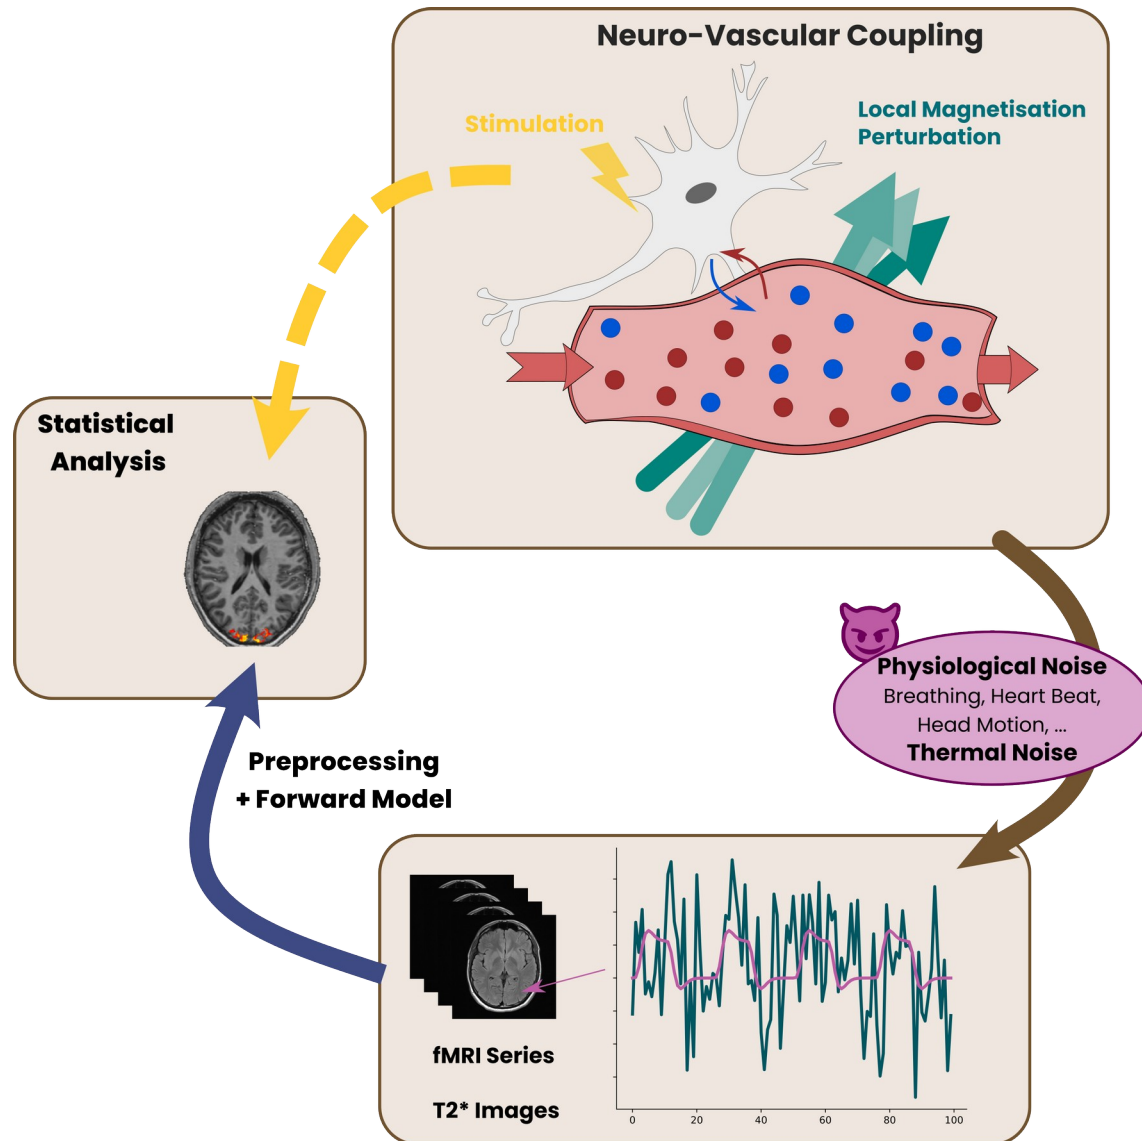 Neuro-Vascular Coupling
Stimulation
Local Magnetisation
Perturbation
Statistical
Analysis
Physiological Noise
Breathing, Heart Beat,
Head Motion, ...
Thermal Noise
Preprocessing
+ Forward Model
fMRI Series
T2* Images
0 20 40 60 80 100